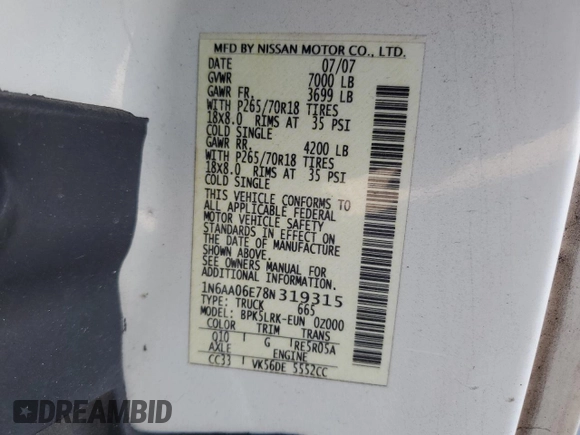 MFD BY NISSAN MOTOR CO., LTD.
DATE 07/07
GVWR 7000 LB
GAWR FR. 3699 LB
WITH P265/70R18 TIRES
18X8.0 RIMS AT 35 PSI
COLD SINGLE
GAWR RR. 4200 LB
WITH P265/70R18 TIRES
18X8.0 RIMS AT 35 PSI
COLD SINGLE
THIS VEHICLE CONFORMS TO
ALL APPLICABLE FEDERAL
MOTOR VEHICLE SAFETY
STANDARDS IN EFFECT ON
THE DATE OF MANUFACTURE
SHOWN ABOVE.
SEE OWNERS MANUAL FOR
ADDITIONAL INFORMATION.
1N6AA06E78N319315
TYPE: TRUCK 665
MODEL: BPK5LRK-EUN 0Z000
COLOR TRIM TRANS
Q10 G RE5R05A
AXLE ENGINE
CC33 VK56DE 5552CC
DREAMBID